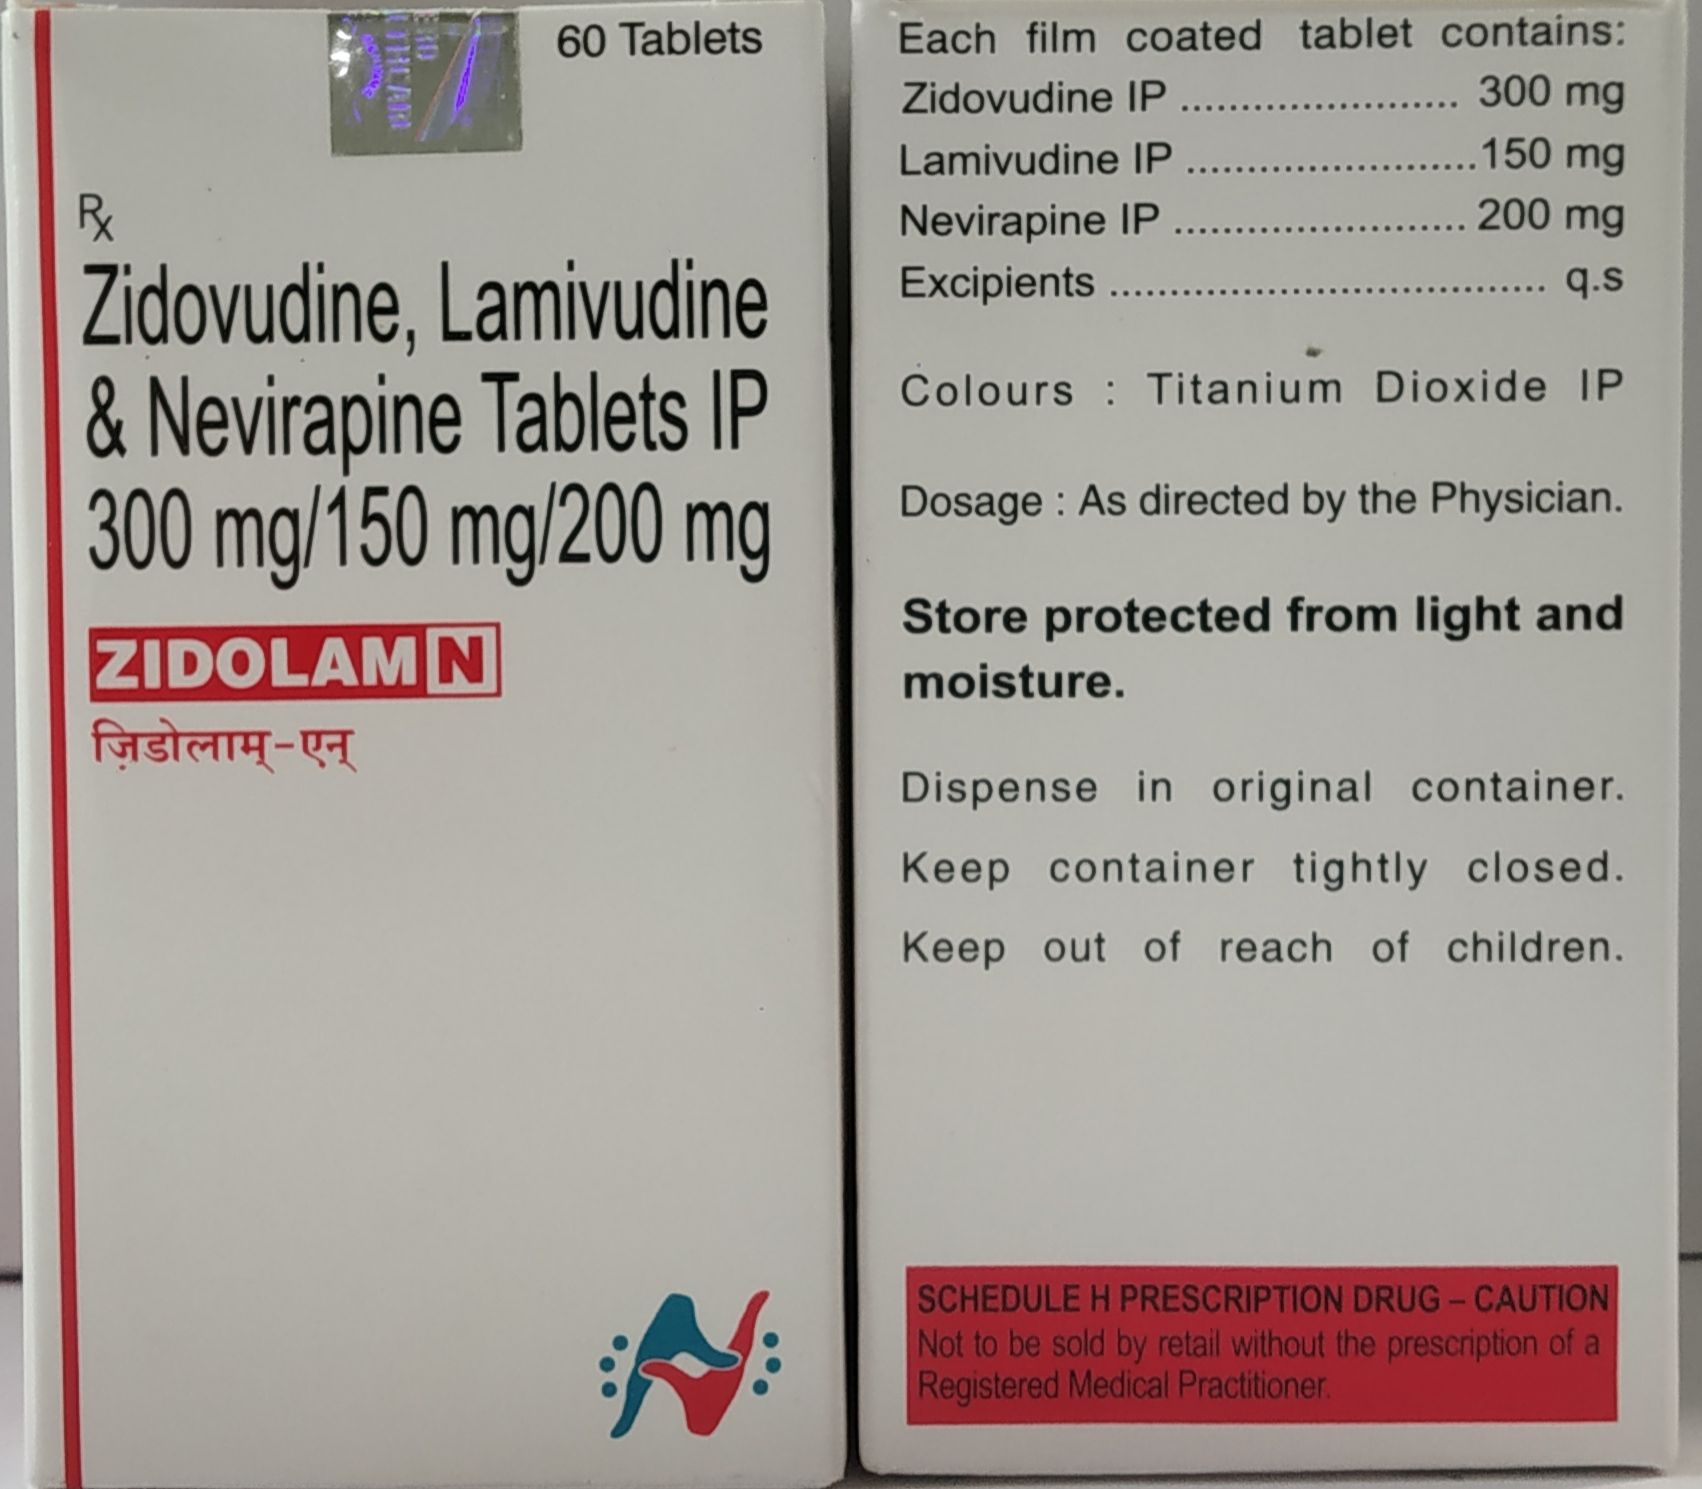 60 Tablets
Rx
Zidovudine, Lamivudine
& Nevirapine Tablets IP
300 mg/150 mg/200 mg
ZIDOLAM N
ज़िडोलाम्-एन्
Each film coated tablet contains:
Zidovudine IP ....................... 300 mg
Lamivudine IP ........................150 mg
Nevirapine IP ........................ 200 mg
Excipients .................................... q.s
Colours : Titanium Dioxide IP
Dosage : As directed by the Physician.
Store protected from light and
moisture.
Dispense in original container.
Keep container tightly closed.
Keep out of reach of children.
SCHEDULE H PRESCRIPTION DRUG – CAUTION
Not to be sold by retail without the prescription of a
Registered Medical Practitioner.